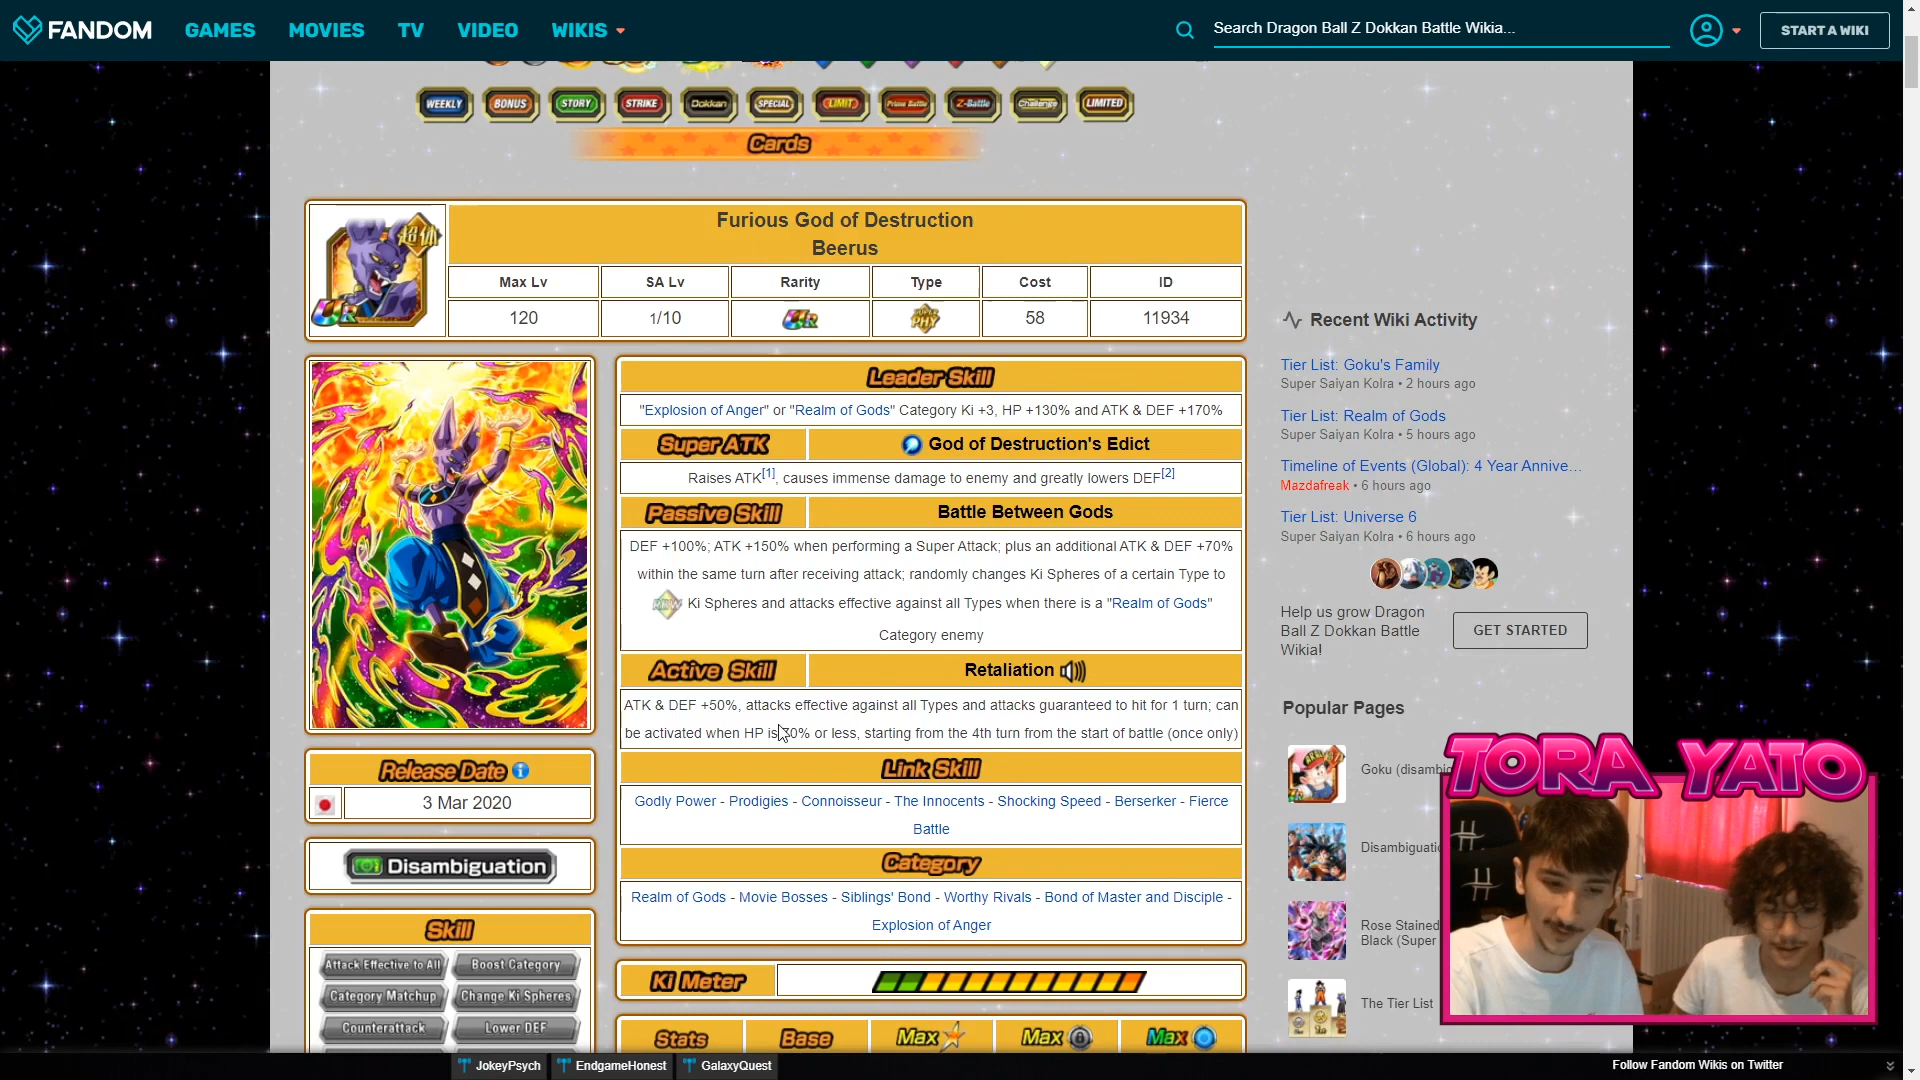 FANDOM
GAMES
MOVIES
TV
VIDEO
WIKIS
Search Dragon Ball Z Dokkan Battle Wikia...
START A WIKI
WEEKLY
BONUS
STORY
STRIKE
Dokkan
SPECIAL
LIMIT
Prime Battle
Z-Battle
Challenge
LIMITED
Cards
超体
UR
Furious God of Destruction
Beerus
Max Lv
SA Lv
Rarity
Type
Cost
ID
120
1/10
UR
SUPER PHY
58
11934
Leader Skill
"Explosion of Anger" or "Realm of Gods" Category Ki +3, HP +130% and ATK & DEF +170%
Super ATK
God of Destruction's Edict
Raises ATK[1], causes immense damage to enemy and greatly lowers DEF[2]
Passive Skill
Battle Between Gods
DEF +100%; ATK +150% when performing a Super Attack; plus an additional ATK & DEF +70%
within the same turn after receiving attack; randomly changes Ki Spheres of a certain Type to
Ki Spheres and attacks effective against all Types when there is a "Realm of Gods"
Category enemy
Active Skill
Retaliation
ATK & DEF +50%, attacks effective against all Types and attacks guaranteed to hit for 1 turn; can
be activated when HP is 0% or less, starting from the 4th turn from the start of battle (once only)
Link Skill
Godly Power - Prodigies - Connoisseur - The Innocents - Shocking Speed - Berserker - Fierce
Battle
Category
Realm of Gods - Movie Bosses - Siblings' Bond - Worthy Rivals - Bond of Master and Disciple -
Explosion of Anger
Ki Meter
Stats
Base
Max
Max
Max
Release Date
3 Mar 2020
Disambiguation
Skill
Attack Effective to All
Boost Category
Category Matchup
Change Ki Spheres
Counterattack
Lower DEF
Recent Wiki Activity
Tier List: Goku's Family
Super Saiyan Kolra • 2 hours ago
Tier List: Realm of Gods
Super Saiyan Kolra • 5 hours ago
Timeline of Events (Global): 4 Year Annive...
Mazdafreak • 6 hours ago
Tier List: Universe 6
Super Saiyan Kolra • 6 hours ago
Help us grow Dragon
Ball Z Dokkan Battle
Wikia!
GET STARTED
Popular Pages
Goku (disambig
Disambiguatio
Rose Stained
Black (Super
The Tier List
TORA YATO
JokeyPsych
EndgameHonest
GalaxyQuest
Follow Fandom Wikis on Twitter